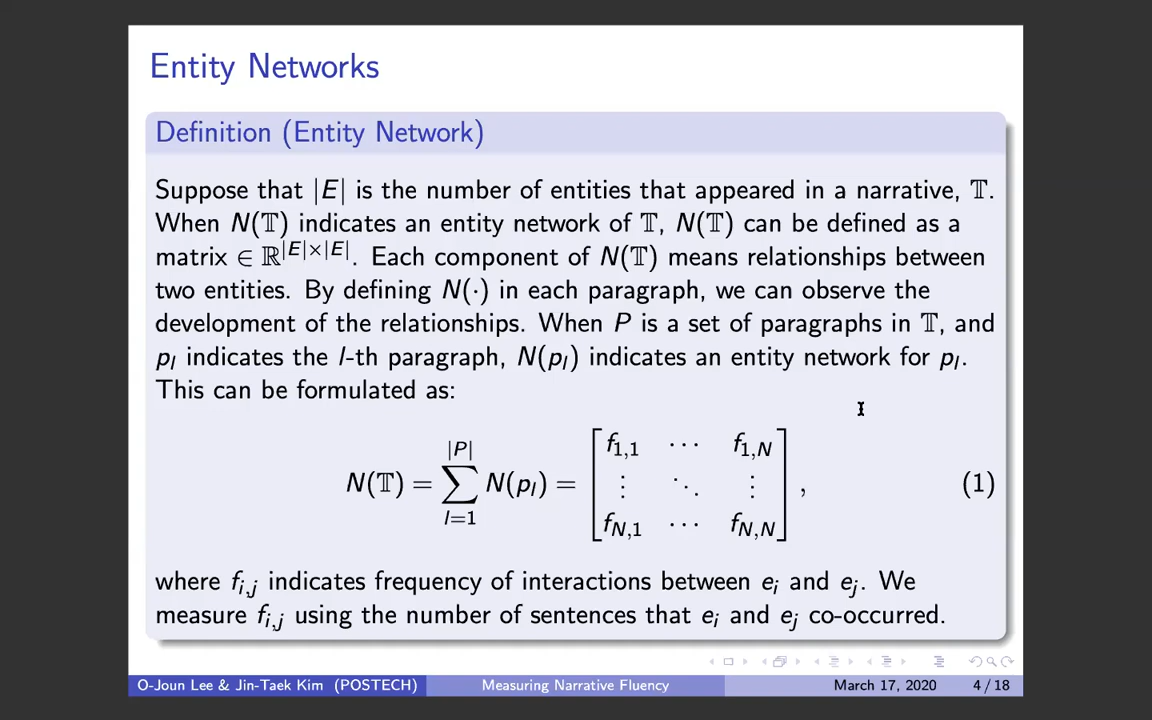 Entity Networks
Definition (Entity Network)
Suppose that |E| is the number of entities that appeared in a narrative, 𝕋.
When N(𝕋) indicates an entity network of 𝕋, N(𝕋) can be defined as a
matrix ∈ ℝ^{|E|×|E|}. Each component of N(𝕋) means relationships between
two entities. By defining N(·) in each paragraph, we can observe the
development of the relationships. When P is a set of paragraphs in 𝕋, and
p_l indicates the l-th paragraph, N(p_l) indicates an entity network for p_l.
This can be formulated as:
N(𝕋) = ∑_{l=1}^{|P|} N(p_l) = [f_{1,1} ⋯ f_{1,N} ; ⋮ ⋱ ⋮ ; f_{N,1} ⋯ f_{N,N}], (1)
where f_{i,j} indicates frequency of interactions between e_i and e_j. We
measure f_{i,j} using the number of sentences that e_i and e_j co-occurred.
O-Joun Lee & Jin-Taek Kim (POSTECH) Measuring Narrative Fluency March 17, 2020 4 / 18